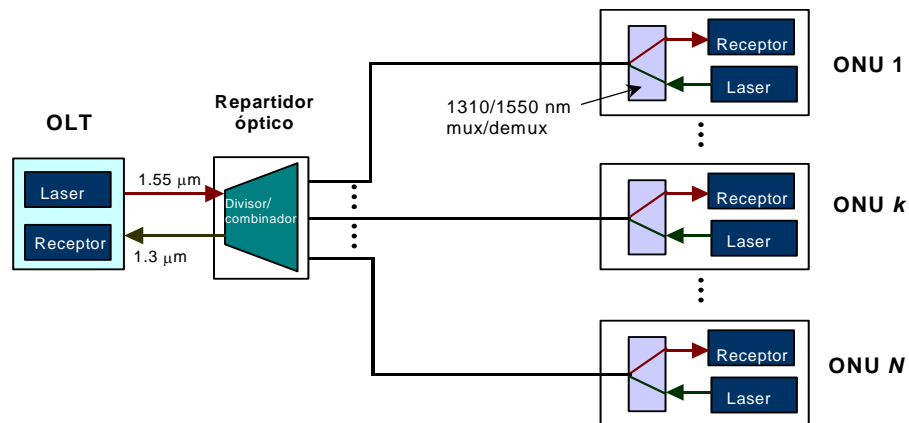 OLT
Laser
Receptor
1.55 μm
1.3 μm
Repartidor
óptico
Divisor/
combinador
1310/1550 nm
mux/demux
Receptor
Laser
ONU 1
Receptor
Laser
ONU k
Receptor
Laser
ONU N